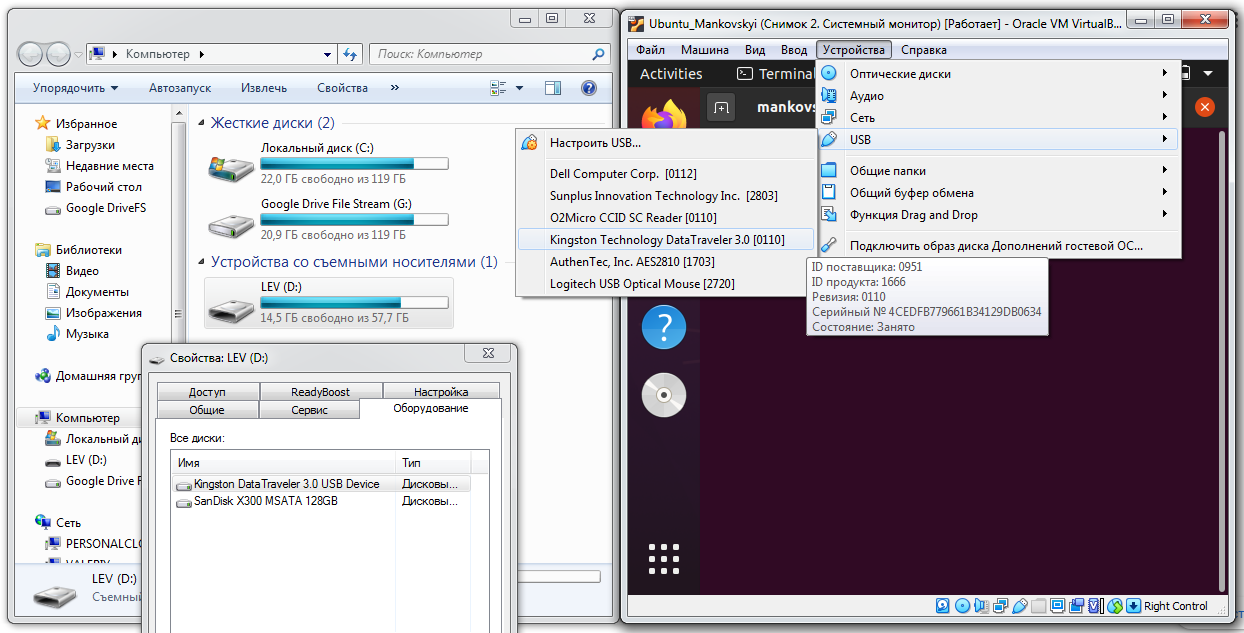 Компьютер
Поиск: Компьютер
Упорядочить
Автозапуск
Извлечь
Свойства
»
Избранное
Загрузки
Недавние места
Рабочий стол
Google DriveFS
Библиотеки
Видео
Документы
Изображения
Музыка
Домашняя груп
Компьютер
Локальный ди
LEV (D:)
Google Drive F
Сеть
PERSONALCLO
VALERIY
LEV (D:)
Съемный
Жесткие диски (2)
Локальный диск (C:)
22,0 ГБ свободно из 119 ГБ
Google Drive File Stream (G:)
20,9 ГБ свободно из 119 ГБ
Устройства со съемными носителями (1)
LEV (D:)
14,5 ГБ свободно из 57,7 ГБ
Свойства: LEV (D:)
Доступ
ReadyBoost
Настройка
Общие
Сервис
Оборудование
Все диски:
Имя
Тип
Kingston DataTraveler 3.0 USB Device
Дисковы...
SanDisk X300 MSATA 128GB
Дисковы...
Ubuntu_Mankovskyi (Снимок 2. Системный монитор) [Работает] - Oracle VM VirtualB...
Файл
Машина
Вид
Ввод
Устройства
Справка
Activities
Terminal
mankovs
Оптические диски
Аудио
Сеть
USB
Общие папки
Общий буфер обмена
Функция Drag and Drop
Подключить образ диска Дополнений гостевой ОС...
Настроить USB...
Dell Computer Corp. [0112]
Sunplus Innovation Technology Inc. [2803]
O2Micro CCID SC Reader [0110]
Kingston Technology DataTraveler 3.0 [0110]
AuthenTec, Inc. AES2810 [1703]
Logitech USB Optical Mouse [2720]
ID поставщика: 0951
ID продукта: 1666
Ревизия: 0110
Серийный № 4CEDFB779661B34129DB0634
Состояние: Занято
Right Control